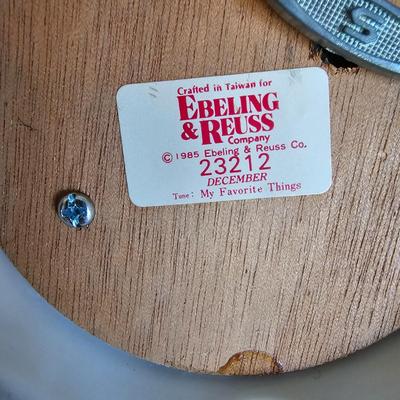 Crafted in Taiwan for
EBELING
& REUSS
Company
© 1985 Ebeling & Reuss Co.
23212
DECEMBER
Tune: My Favorite Things
S